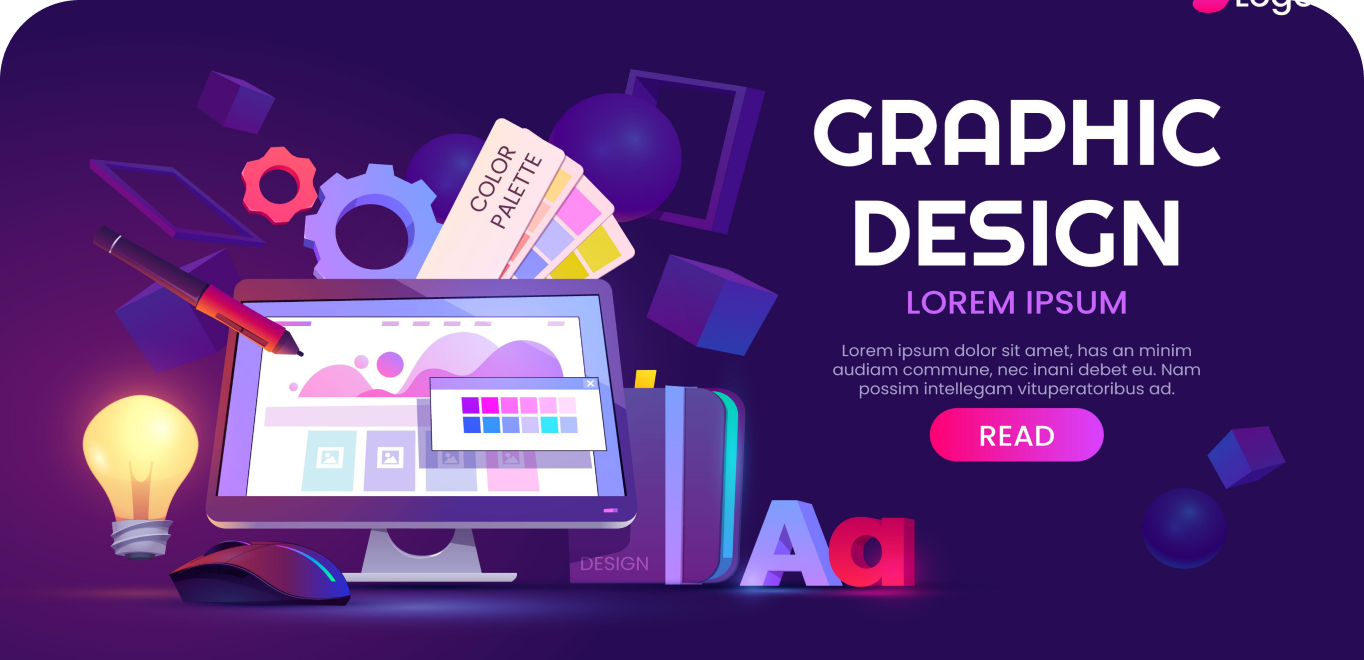 Logo
GRAPHIC
DESIGN
LOREM IPSUM
Lorem ipsum dolor sit amet, has an minim
audiam commune, nec inani debet eu. Nam
possim intellegam vituperatoribus ad.
READ
COLOR
PALETTE
DESIGN
Aa